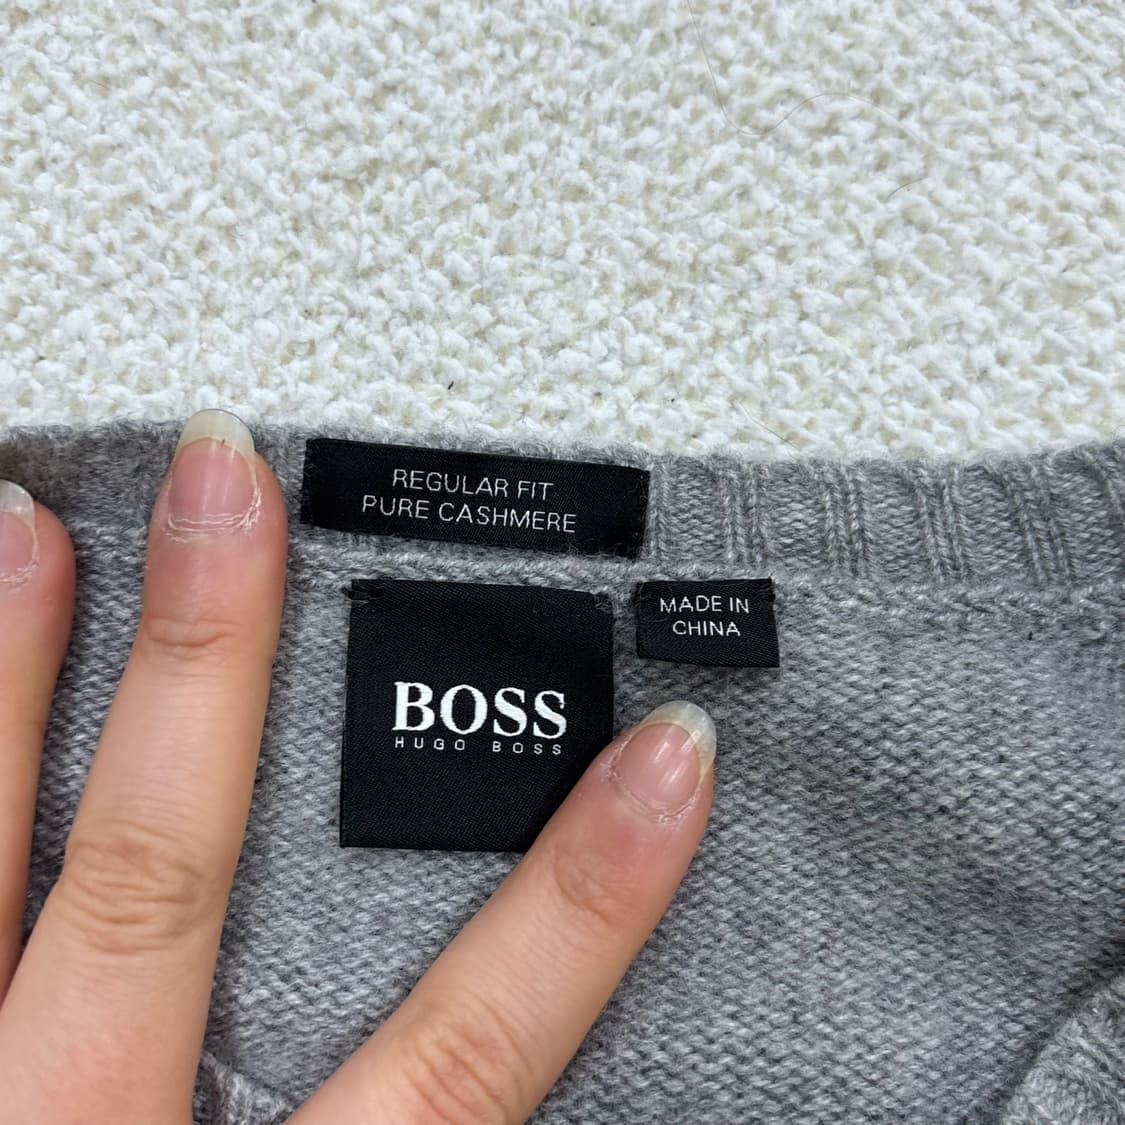 REGULAR FIT
PURE CASHMERE
MADE IN
CHINA
BOSS
HUGO BOSS